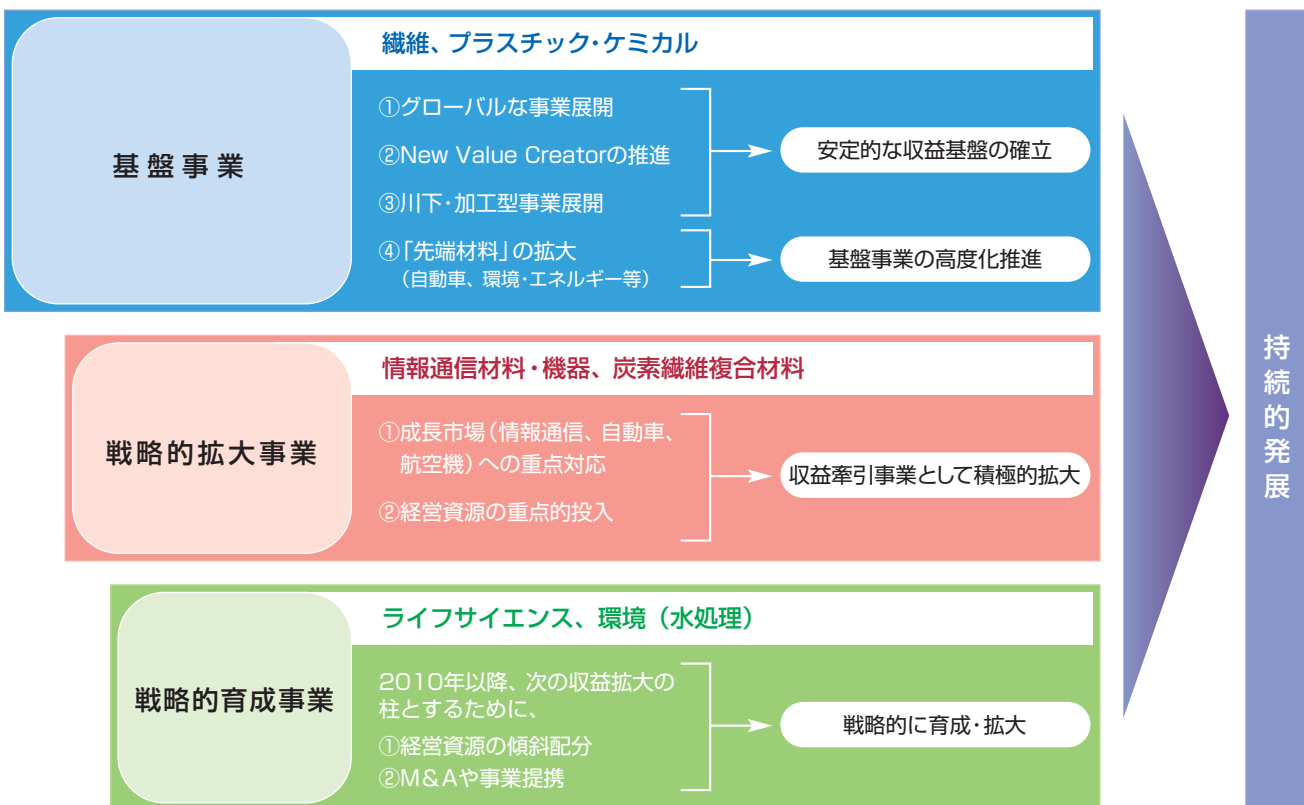 基盤事業
繊維、プラスチック・ケミカル
①グローバルな事業展開
②New Value Creatorの推進
③川下・加工型事業展開
安定的な収益基盤の確立
④「先端材料」の拡大
（自動車、環境・エネルギー等）
基盤事業の高度化推進
戦略的拡大事業
情報通信材料・機器、炭素繊維複合材料
①成長市場（情報通信、自動車、
航空機）への重点対応
②経営資源の重点的投入
収益牽引事業として積極的拡大
戦略的育成事業
ライフサイエンス、環境（水処理）
2010年以降、次の収益拡大の
柱とするために、
①経営資源の傾斜配分
②M&Aや事業提携
戦略的に育成・拡大
持続的発展